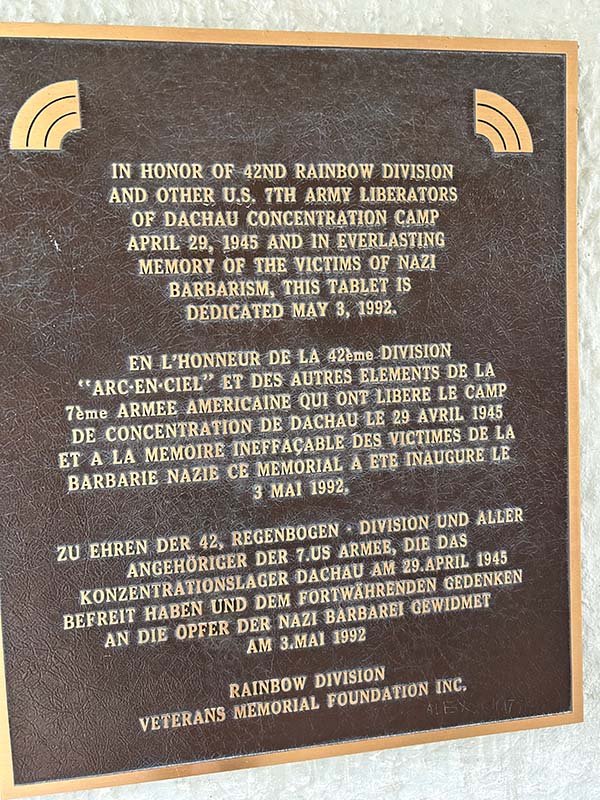 IN HONOR OF 42ND RAINBOW DIVISION
AND OTHER U.S. 7TH ARMY LIBERATORS
OF DACHAU CONCENTRATION CAMP
APRIL 29, 1945 AND IN EVERLASTING
MEMORY OF THE VICTIMS OF NAZI
BARBARISM, THIS TABLET IS
DEDICATED MAY 3, 1992.
EN L'HONNEUR DE LA 42ème DIVISION
"ARC-EN-CIEL" ET DES AUTRES ELEMENTS DE LA
7ème ARMEE AMERICAINE QUI ONT LIBERE LE CAMP
DE CONCENTRATION DE DACHAU LE 29 AVRIL 1945
ET A LA MEMOIRE INEFFAÇABLE DES VICTIMES DE LA
BARBARIE NAZIE CE MEMORIAL A ETE INAUGURE LE
3 MAI 1992.
ZU EHREN DER 42, REGENBOGEN - DIVISION UND ALLER
ANGEHÖRIGER DER 7.US ARMEE, DIE DAS
KONZENTRATIONSLAGER DACHAU AM 29.APRIL 1945
BEFREIT HABEN UND DEM FORTWÄHRENDEN GEDENKEN
AN DIE OPFER DER NAZI BARBAREI GEWIDMET
AM 3.MAI 1992
RAINBOW DIVISION
VETERANS MEMORIAL FOUNDATION INC.
ALEX